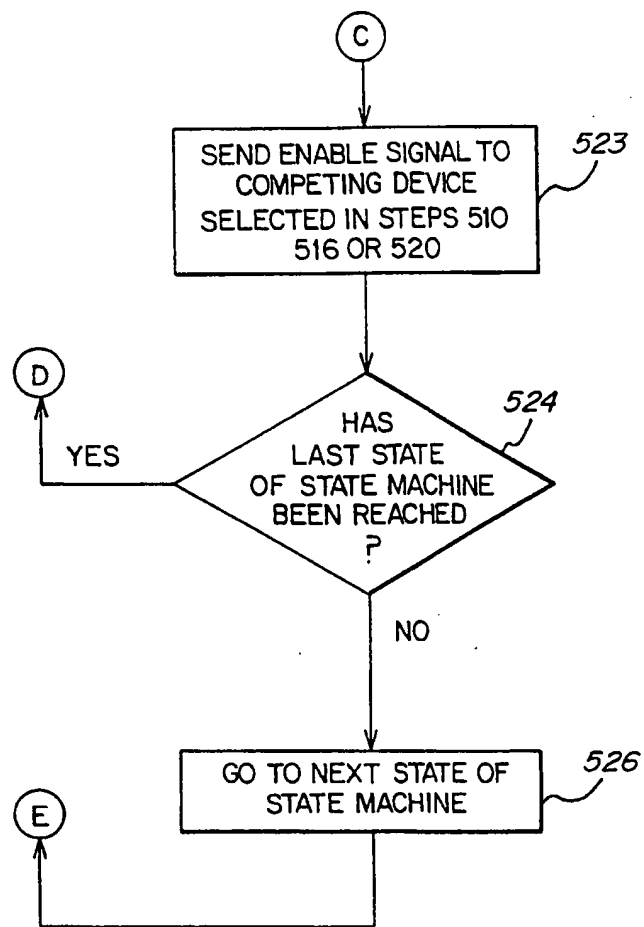 C
SEND ENABLE SIGNAL TO
COMPETING DEVICE
SELECTED IN STEPS 510
516 OR 520
523
D
YES
HAS
LAST STATE
OF STATE MACHINE
BEEN REACHED
?
524
NO
GO TO NEXT STATE OF
STATE MACHINE
526
E